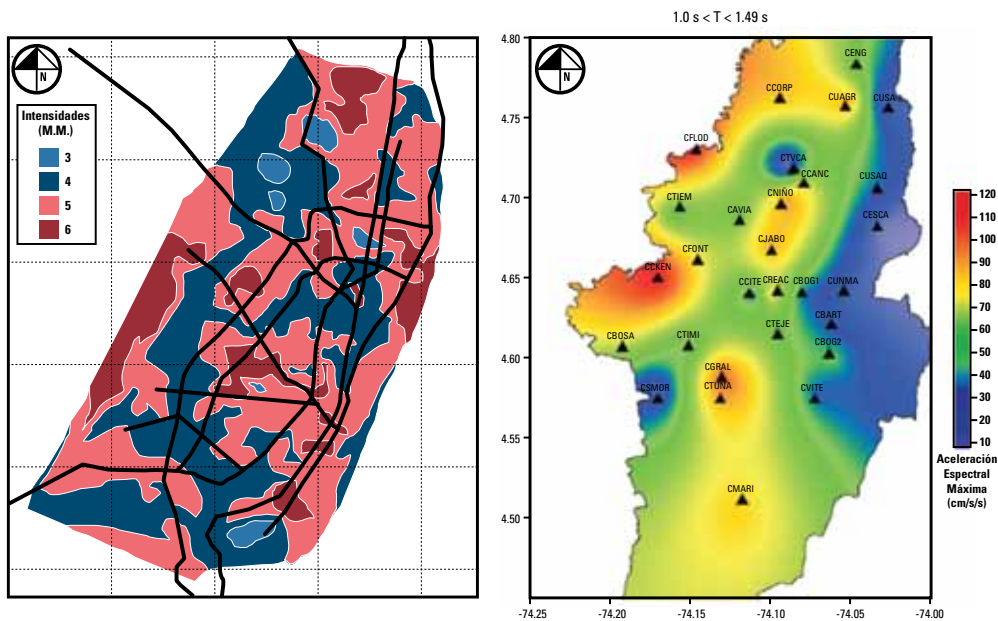 N
Intensidades
(M.M.)
3
4
5
6
1.0 s < T < 1.49 s
N
4.80
4.75
4.70
4.65
4.60
4.55
4.50
-74.25
-74.20
-74.15
-74.10
-74.05
-74.00
CENG
CCORP
CUAGR
CUSA
CFLOD
CTVCA
CCANC
CUSAQ
CTIEM
CNIÑO
CAVIA
CESCA
CJABO
CFONT
CCKEN
CCITE
CREAC
CBOG1
CUNMA
CBART
CTEJE
CBOSA
CTIMI
CBOG2
CGRAL
CSMOR
CTUNA
CVITE
CMARI
120
110
100
90
80
70
60
50
40
30
20
10
Aceleración
Espectral
Máxima
(cm/s/s)